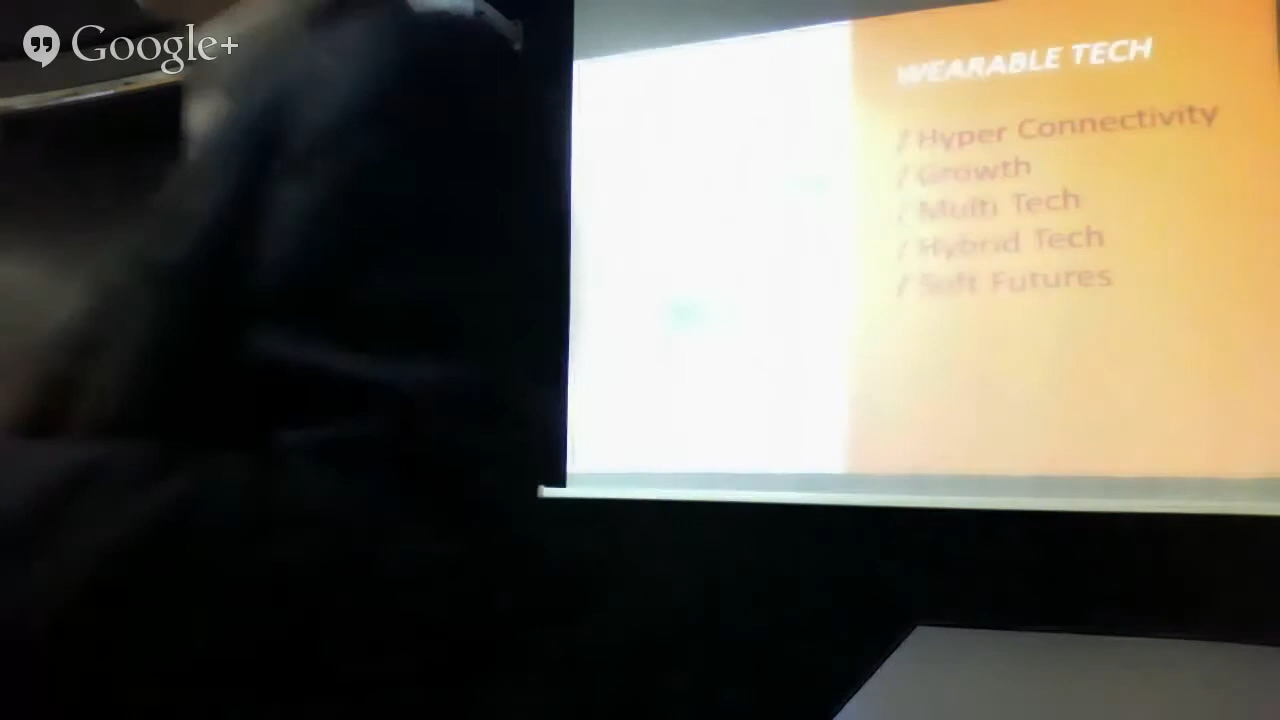 Google+
WEARABLE TECH
/ Hyper Connectivity
/ Growth
/ Multi Tech
/ Hybrid Tech
/ Soft Futures